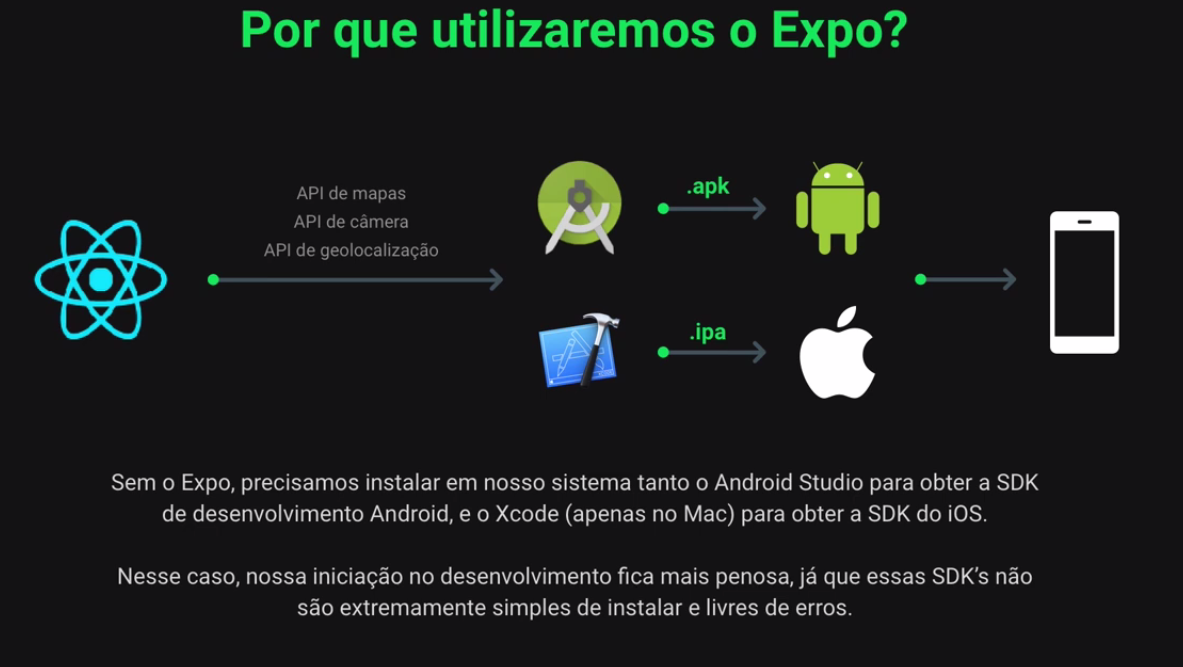 Por que utilizaremos o Expo?
API de mapas
API de câmera
API de geolocalização
.apk
.ipa
Sem o Expo, precisamos instalar em nosso sistema tanto o Android Studio para obter a SDK
de desenvolvimento Android, e o Xcode (apenas no Mac) para obter a SDK do iOS.
Nesse caso, nossa iniciação no desenvolvimento fica mais penosa, já que essas SDK’s não
são extremamente simples de instalar e livres de erros.